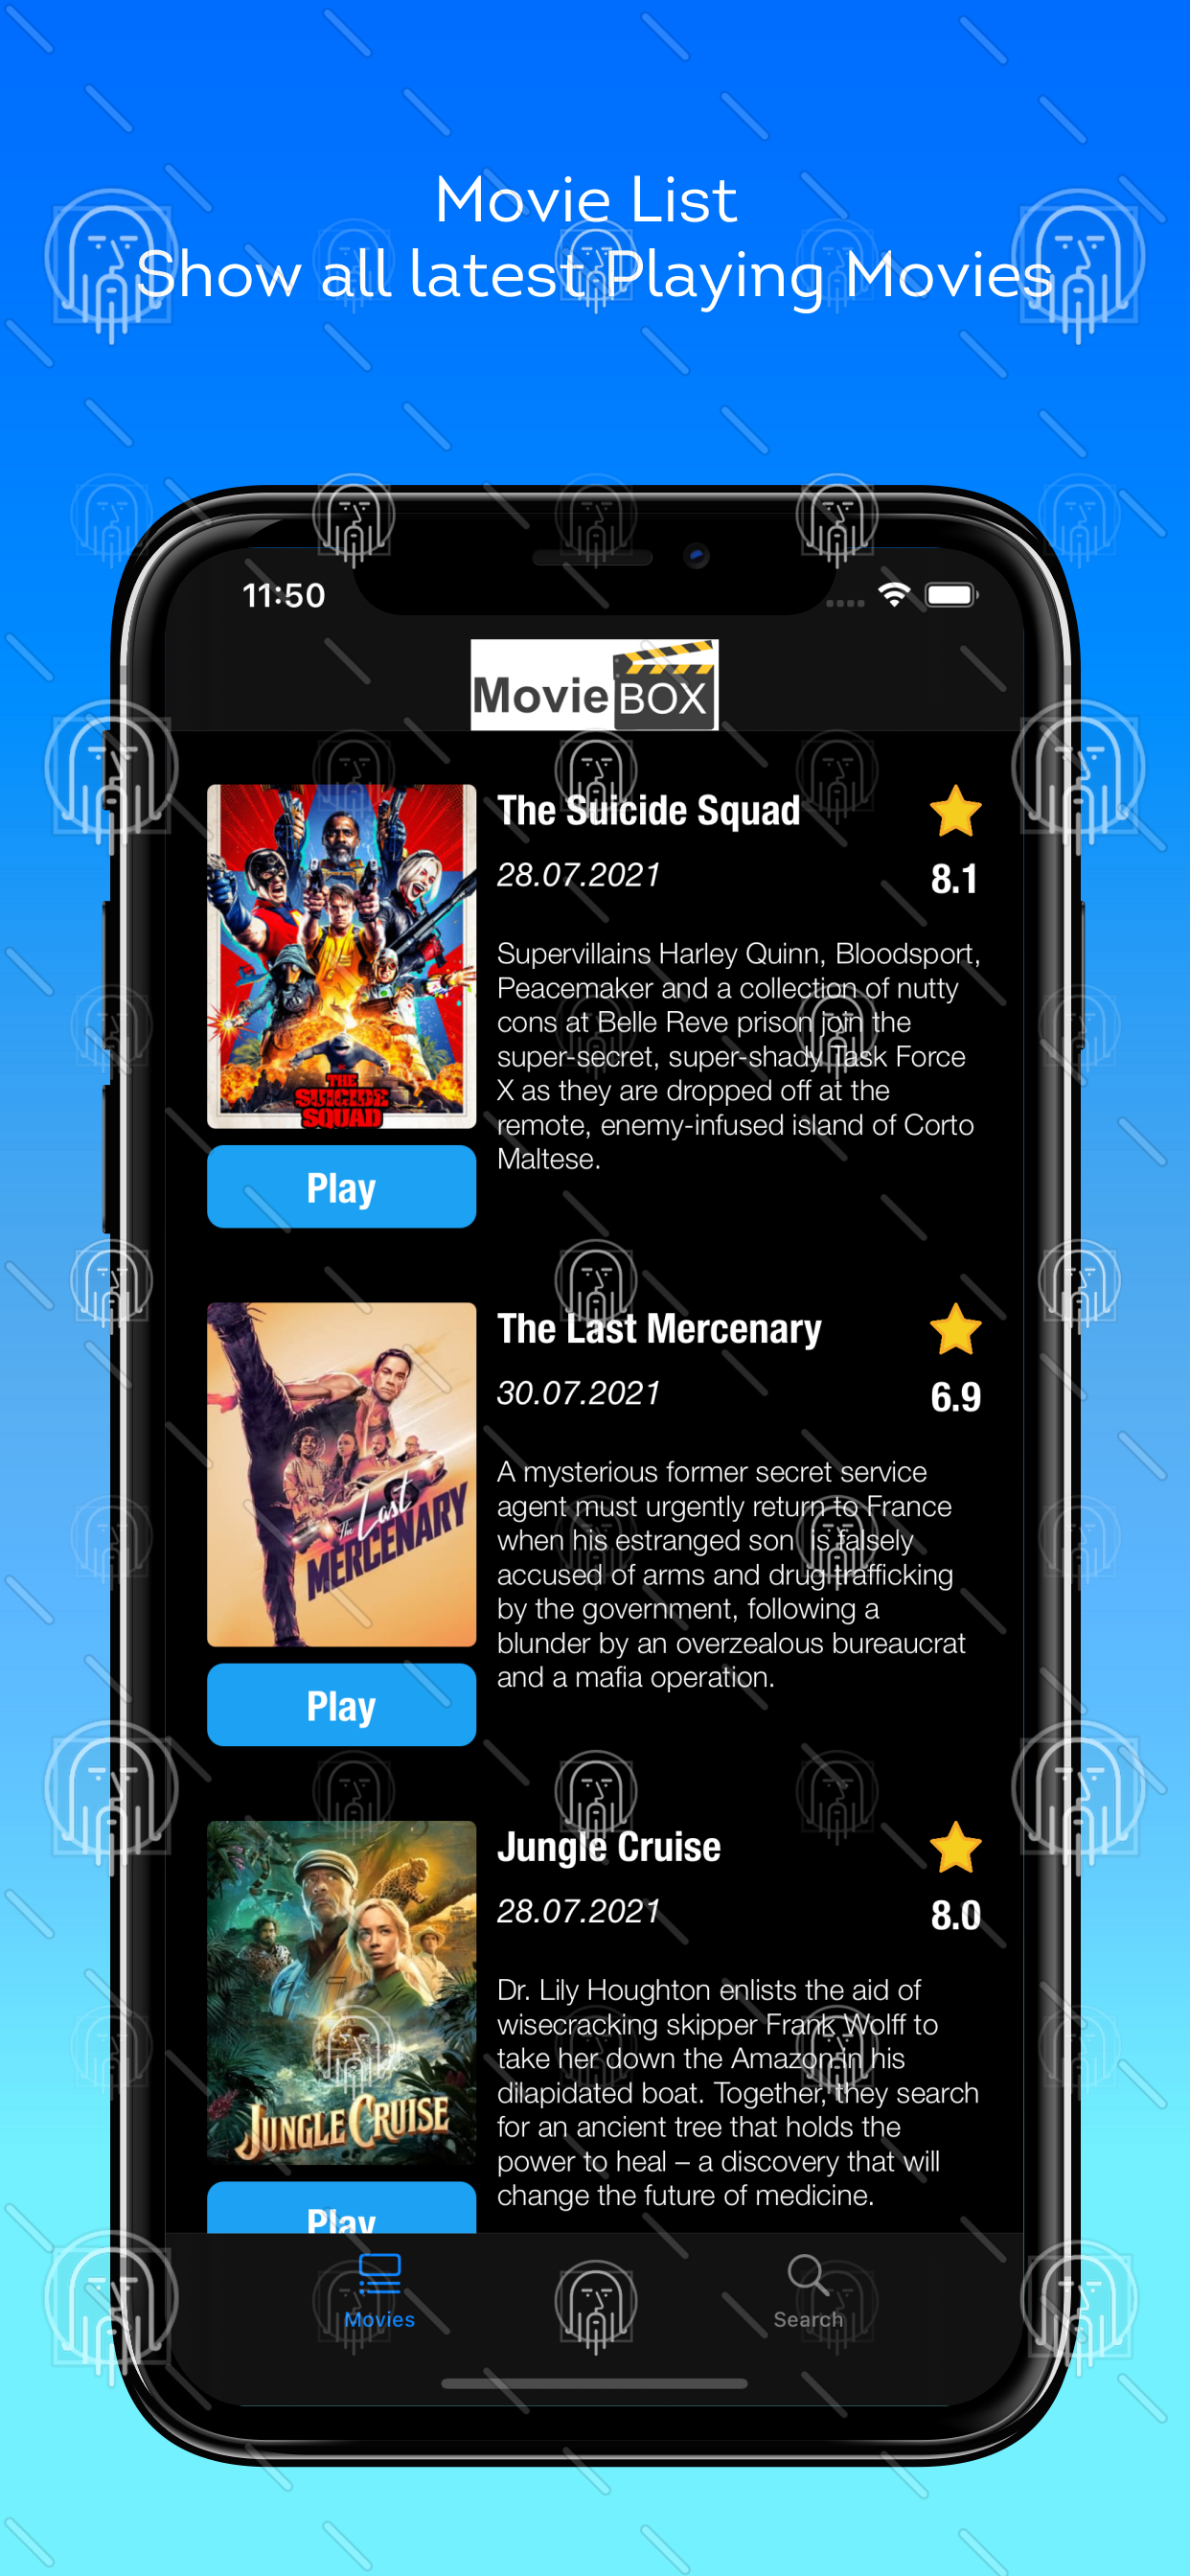 Movie List
Show all latest Playing Movies
11:50
Movie BOX
The Suicide Squad
28.07.2021
8.1
Supervillains Harley Quinn, Bloodsport,
Peacemaker and a collection of nutty
cons at Belle Reve prison join the
super-secret, super-shady Task Force
X as they are dropped off at the
remote, enemy-infused island of Corto
Maltese.
THE
SUICIDE
SQUAD
Play
The Last Mercenary
30.07.2021
6.9
A mysterious former secret service
agent must urgently return to France
when his estranged son  is falsely
accused of arms and drug trafficking
by the government, following a
blunder by an overzealous bureaucrat
and a mafia operation.
The Last
MERCENARY
Play
Jungle Cruise
28.07.2021
8.0
Dr. Lily Houghton enlists the aid of
wisecracking skipper Frank Wolff to
take her down the Amazon in his
dilapidated boat. Together, they search
for an ancient tree that holds the
power to heal – a discovery that will
change the future of medicine.
JUNGLE CRUISE
Play
Movies
Search